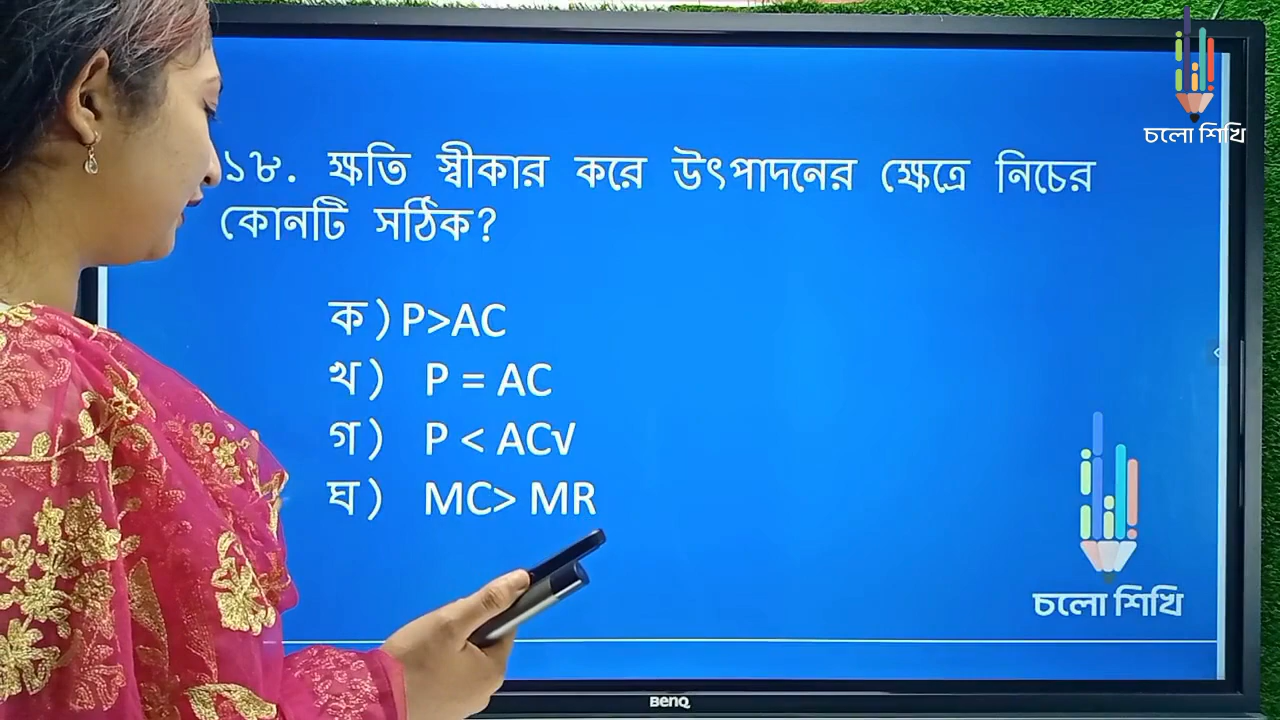 চলো শিখি
১৮. ক্ষতি স্বীকার করে উৎপাদনের ক্ষেত্রে নিচের
কোনটি সঠিক?
ক) P>AC
খ) P = AC
গ) P < AC√
ঘ) MC> MR
চলো শিখি
BenQ